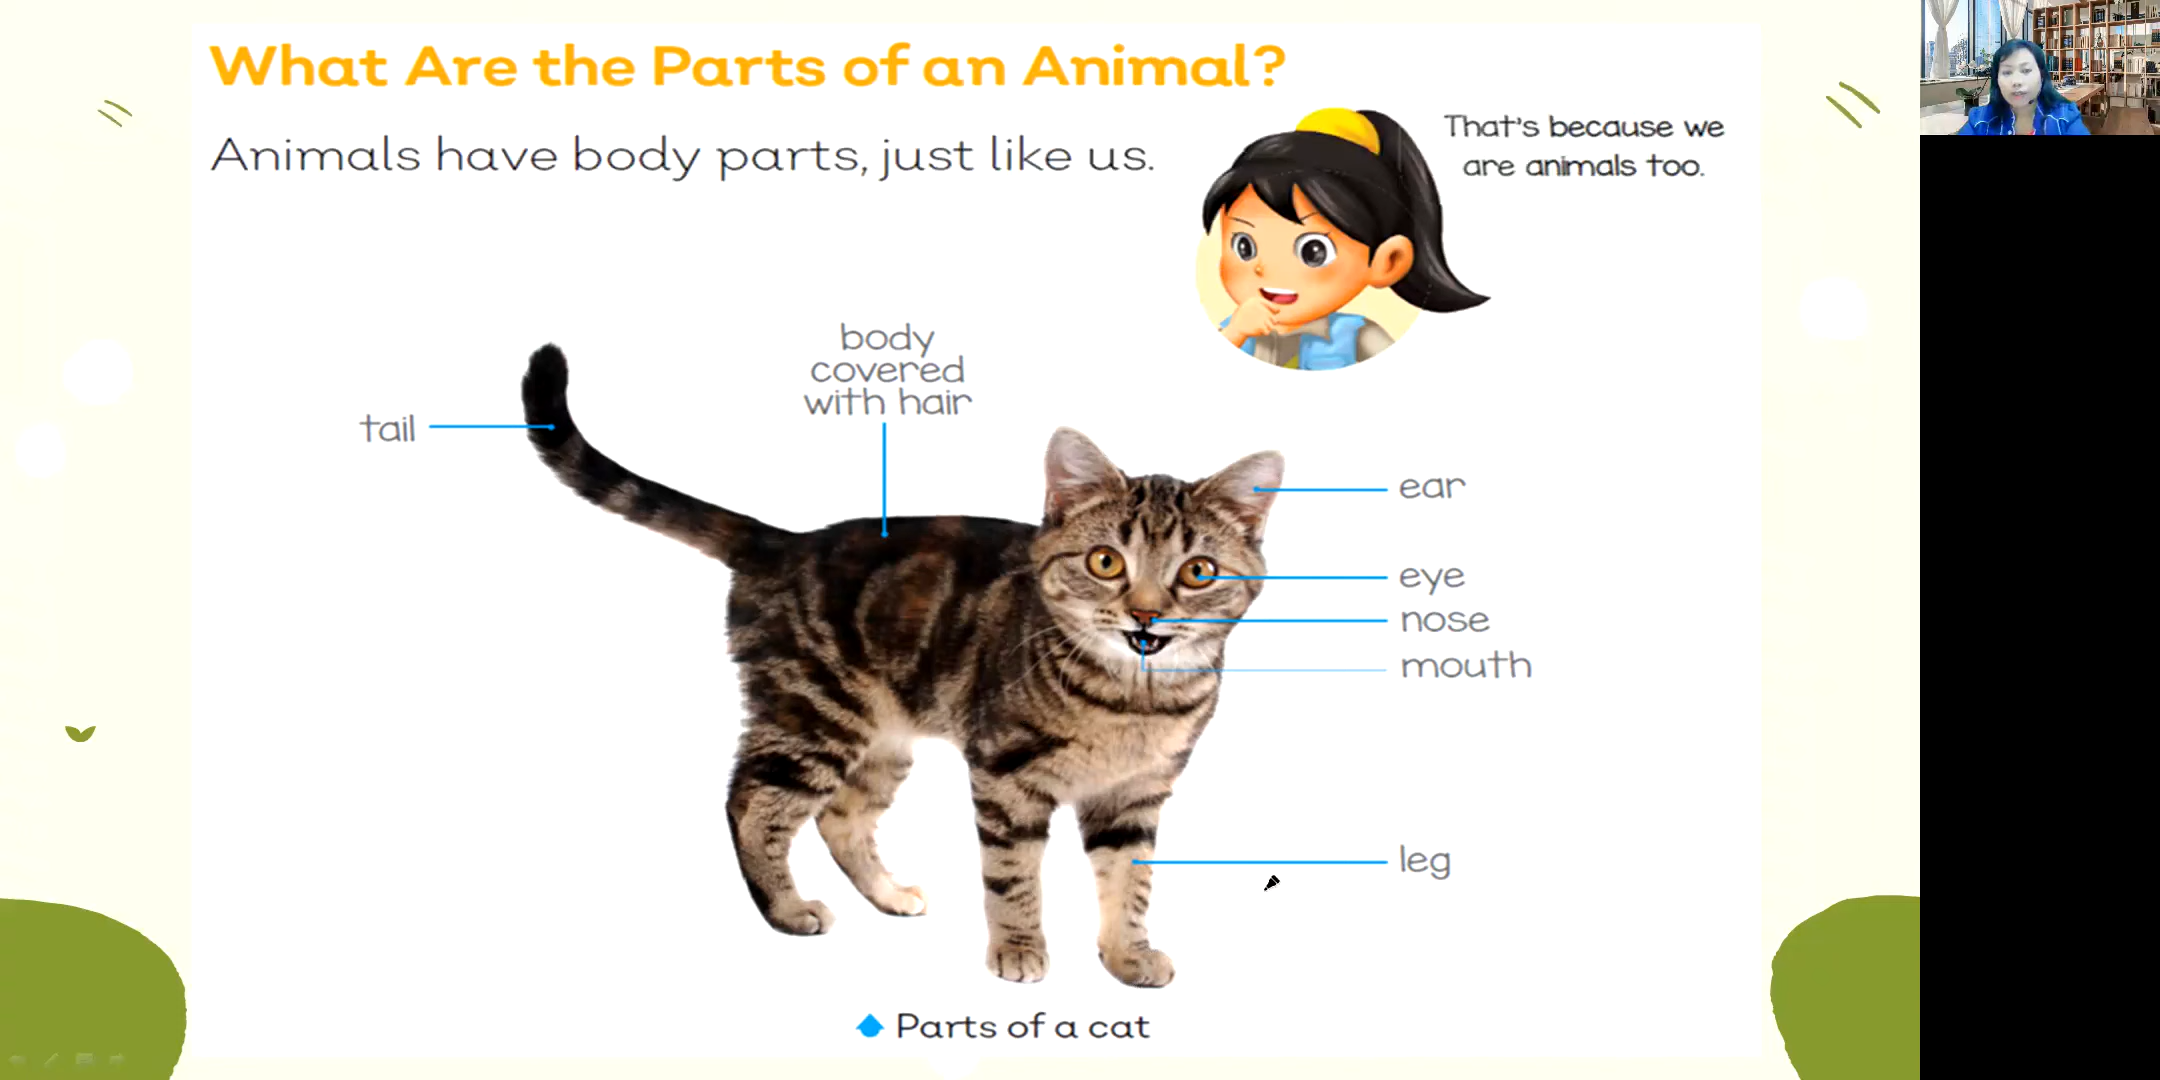 What Are the Parts of an Animal?
Animals have body parts, just like us.
That's because we
are animals too.
body
covered
with hair
tail
ear
eye
nose
mouth
leg
Parts of a cat